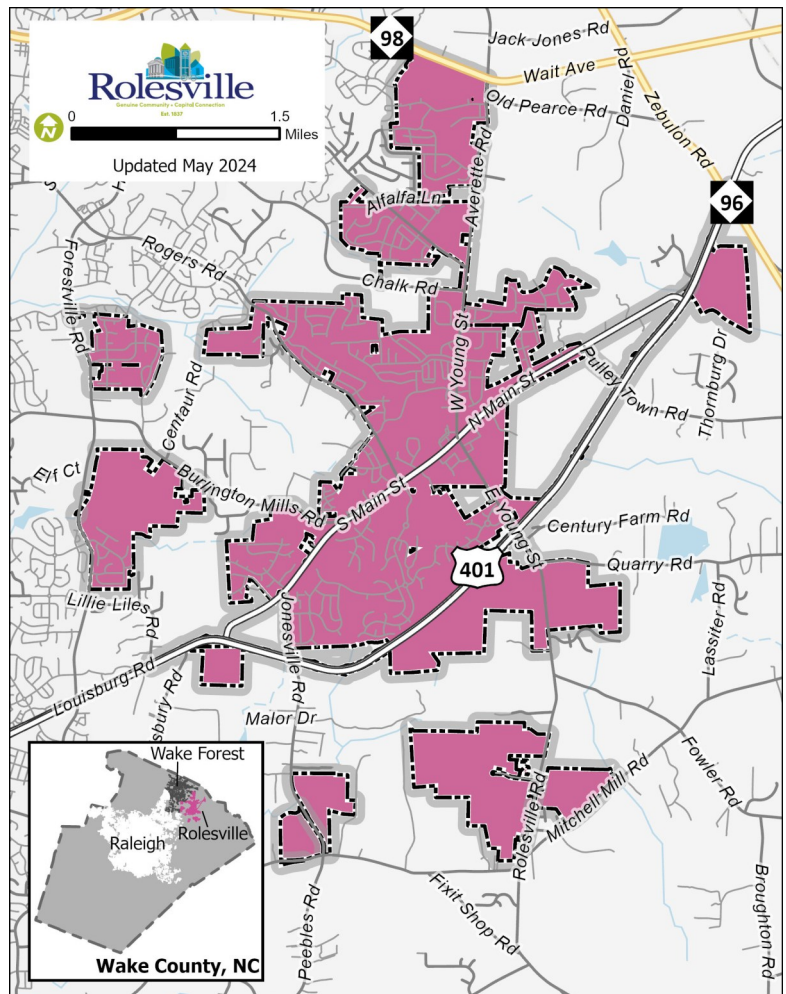 98
Jack Jones Rd
Wait Ave
Daniel Rd
Zebulon Rd
Old Pearce Rd
Rolesville
Genuine Community • Capital Connection
Est. 1837
0
1.5
Miles
Updated May 2024
Averette Rd
Alfalfa Ln
96
Rogers Rd
Forestville Rd
Chalk Rd
W Young St
N Main St
Pulley Town Rd
Thornburg Dr
Centaur Rd
Elf Ct
Burlington Mills Rd
S Main St
E Young St
Century Farm Rd
401
Quarry Rd
Lassiter Rd
Lillie Liles Rd
Jonesville Rd
Louisburg Rd
sbury Rd
Malor Dr
Fowler Rd
Mitchell Mill Rd
Rolesville Rd
Wake Forest
Raleigh
Rolesville
Wake County, NC
Peebles Rd
Fixit Shop Rd
Broughton Rd